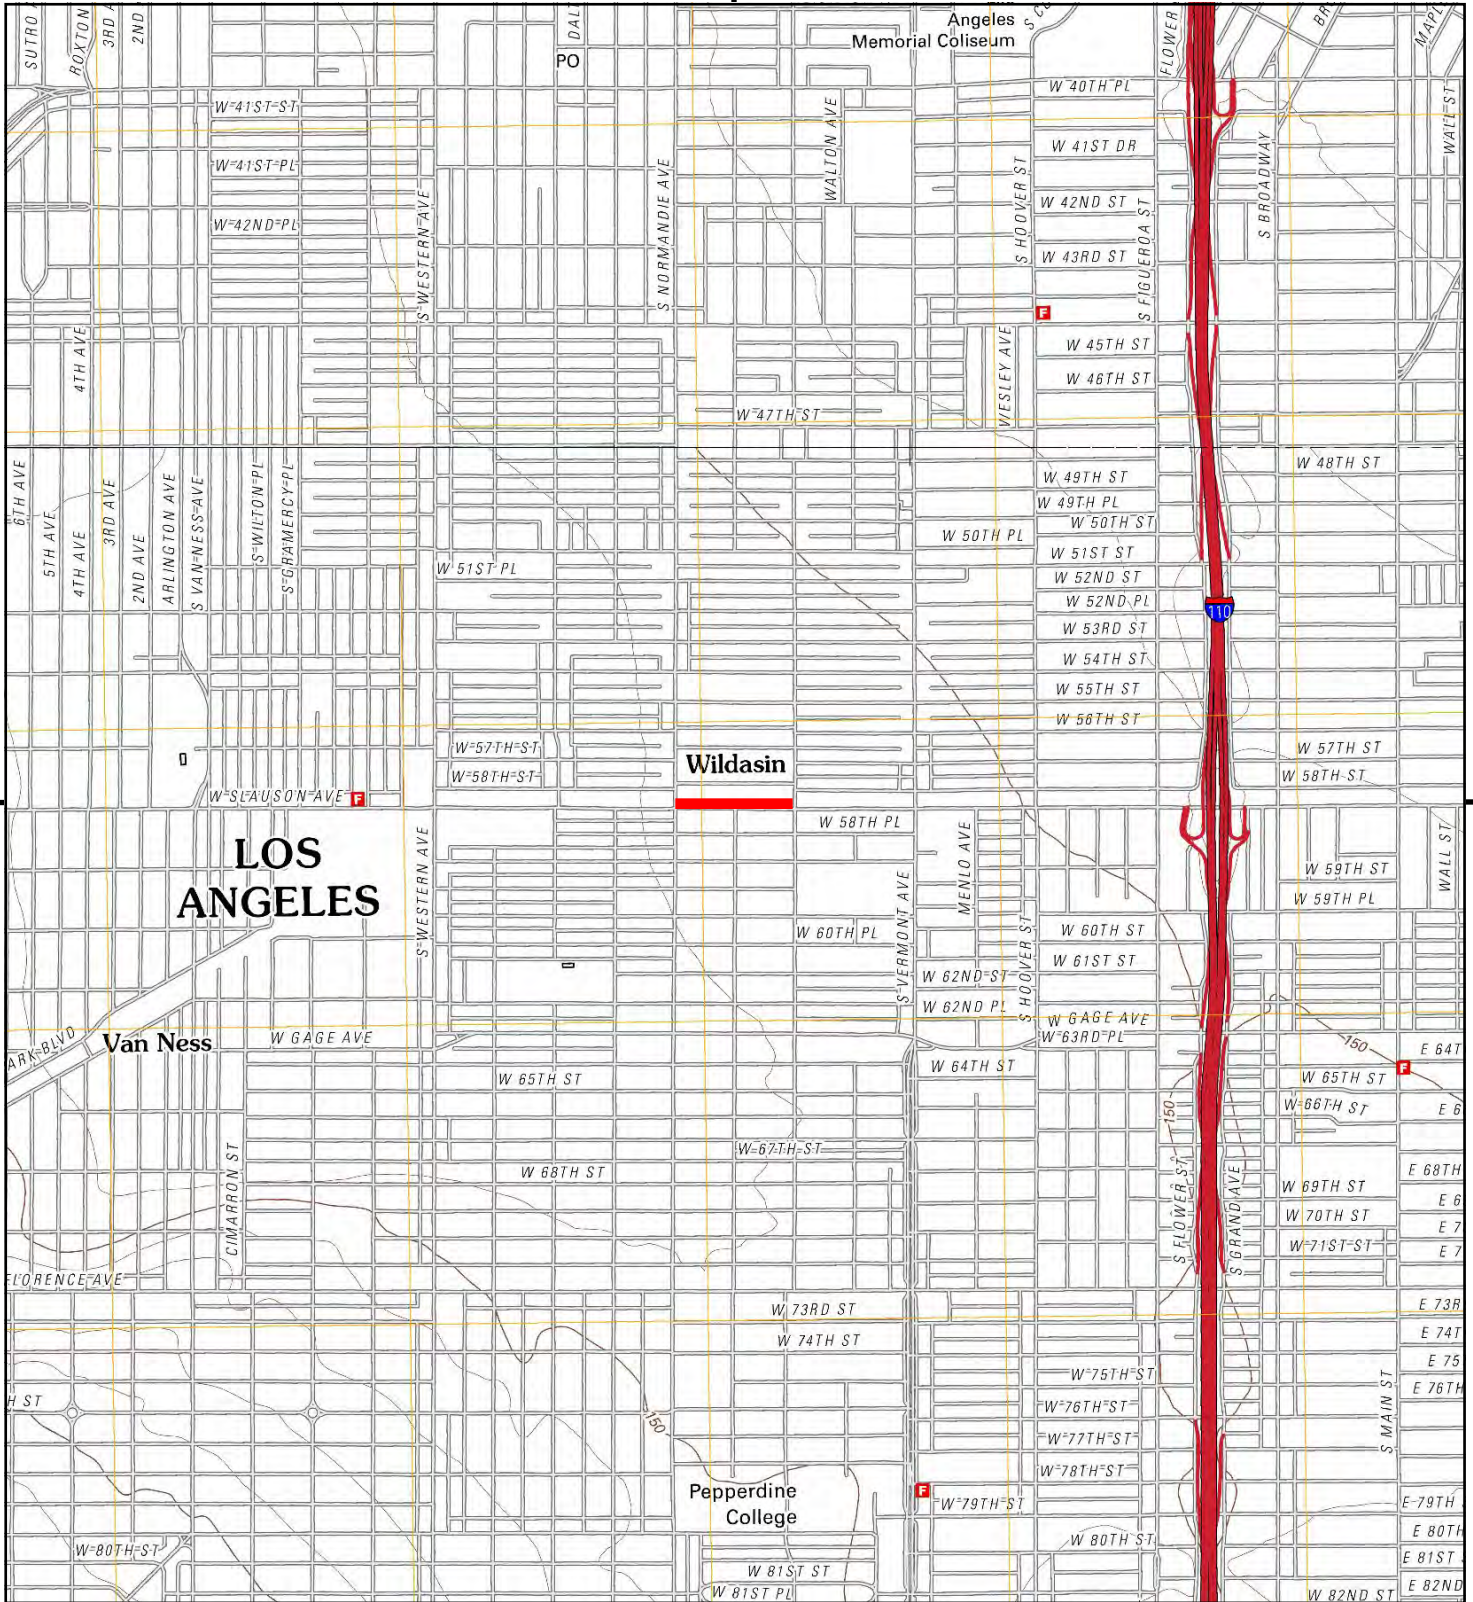 SUTRO A
ROXTON
3RD A
2ND
DAL
PO
Angeles
Memorial Coliseum
S CO
FLOWER
BR
MAPL
W 40TH PL
W 41ST ST
W 41ST PL
W 42ND PL
WALTON AVE
W 41ST DR
W 42ND ST
W 43RD ST
S HOOVER ST
S FIGUEROA ST
S BROADWAY
WALL ST
S WESTERN AVE
S NORMANDIE AVE
F
4TH AVE
WESLEY AVE
W 45TH ST
W 46TH ST
W 47TH ST
W 48TH ST
W 49TH ST
W 49TH PL
W 50TH ST
W 50TH PL
W 51ST ST
W 51ST PL
W 52ND ST
W 52ND PL
110
W 53RD ST
W 54TH ST
W 55TH ST
W 56TH ST
6TH AVE
5TH AVE
4TH AVE
3RD AVE
2ND AVE
ARLINGTON AVE
S VAN NESS AVE
S WILTON PL
S GRAMERCY PL
W 57TH ST
W 58TH ST
Wildasin
W 57TH ST
W 58TH ST
W SLAUSON AVE
F
W 58TH PL
LOS
ANGELES
S WESTERN AVE
MENLO AVE
S VERMONT AVE
S HOOVER ST
W 59TH ST
W 59TH PL
WALL ST
W 60TH PL
W 60TH ST
W 61ST ST
W 62ND ST
W 62ND PL
W GAGE AVE
W 63RD PL
ARK BLVD
Van Ness
W GAGE AVE
W 64TH ST
150
E 64T
F
W 65TH ST
W 65TH ST
W 66TH ST
E 6
150
W 67TH ST
W 68TH ST
E 68TH
CIMARRON ST
S FLOWER ST
S GRAND AVE
W 69TH ST
E 6
W 70TH ST
E 7
W 71ST ST
E 7
FLORENCE AVE
W 73RD ST
E 73R
W 74TH ST
E 74T
W 75TH ST
E 75
W 76TH ST
E 76TH
H ST
150
W 77TH ST
S MAIN ST
W 78TH ST
Pepperdine
College
F
W 79TH ST
E 79TH
W 80TH ST
W 80TH ST
E 80TH
E 81ST
W 81ST ST
W 81ST PL
W 82ND ST
E 82ND